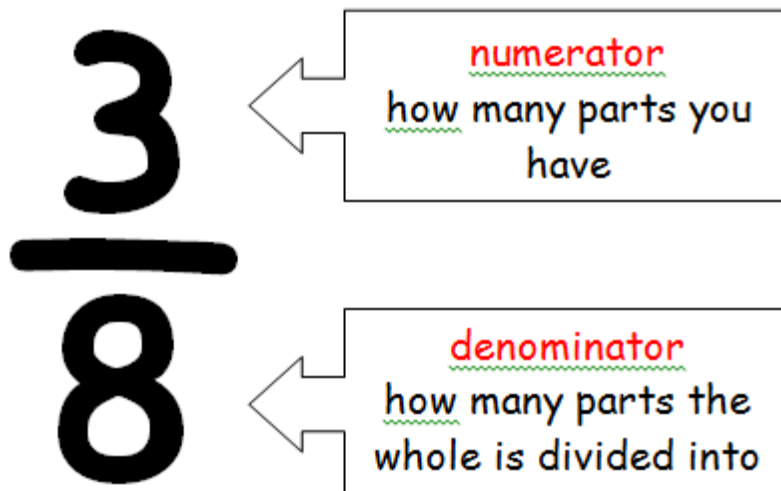 3
numerator
how many parts you
have
8
denominator
how many parts the
whole is divided into